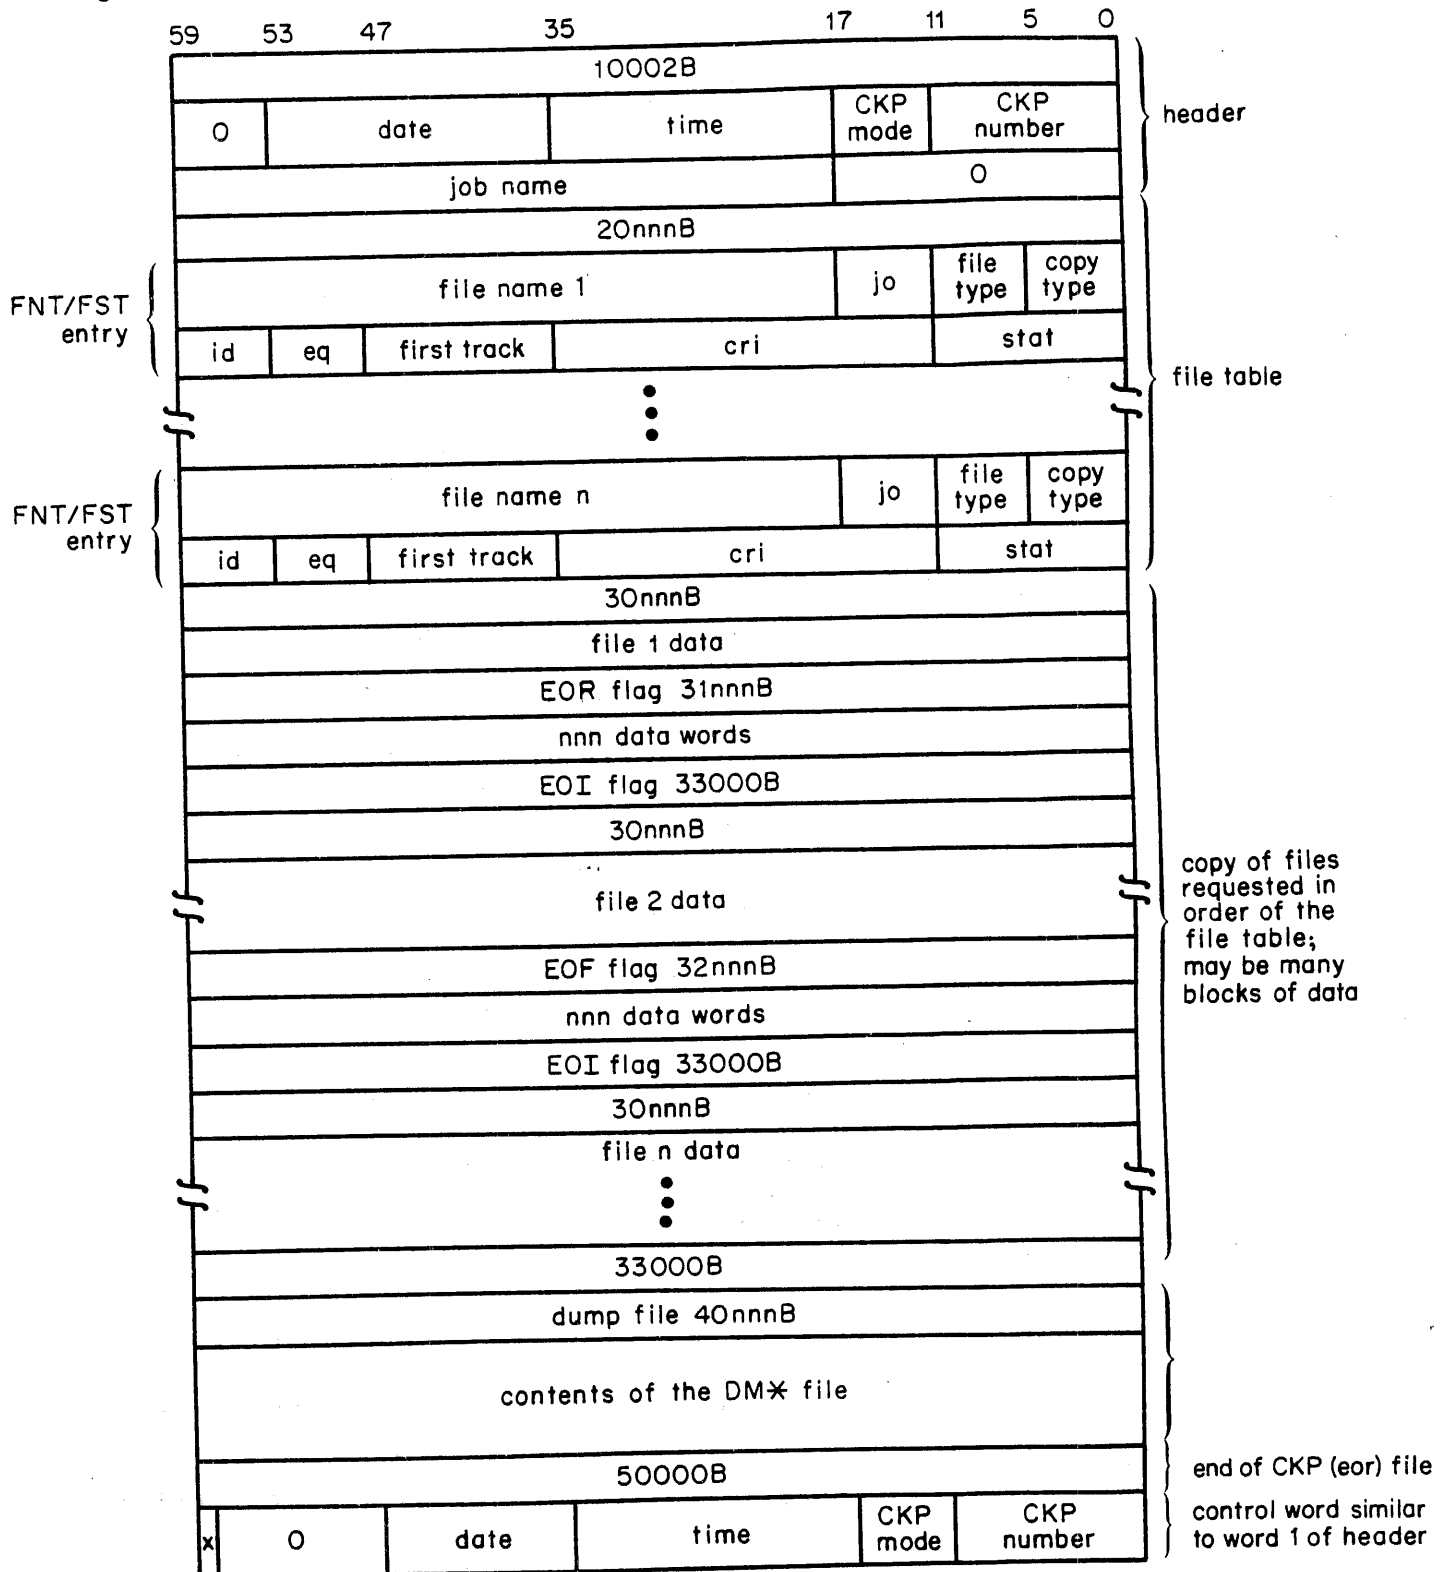 59 53 47 35 17 11 5 0
10002B
0 date time CKP mode CKP number
header
job name 0
20nnnB
FNT/FST entry
file name 1 jo file type copy type
id eq first track cri stat
file table
FNT/FST entry
file name n jo file type copy type
id eq first track cri stat
30nnnB
file 1 data
EOR flag 31nnnB
nnn data words
EOI flag 33000B
30nnnB
file 2 data
copy of files
requested in
order of the
file table;
may be many
blocks of data
EOF flag 32nnnB
nnn data words
EOI flag 33000B
30nnnB
file n data
33000B
dump file 40nnnB
contents of the DM* file
50000B
end of CKP (eor) file
x 0 date time CKP mode CKP number
control word similar
to word 1 of header